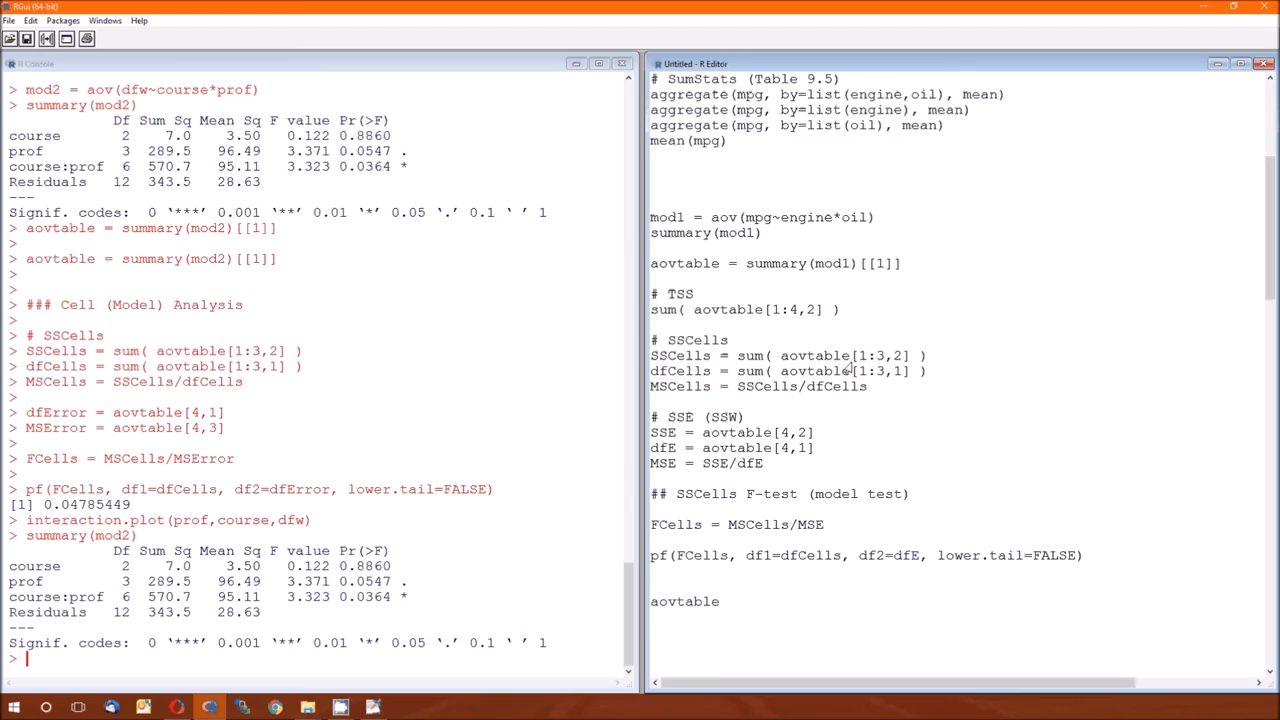 RGui (64-bit)
File Edit Packages Windows Help
R Console
> mod2 = aov(dfw~course*prof)
> summary(mod2)
Df Sum Sq Mean Sq F value Pr(>F)
course 2 7.0 3.50 0.122 0.8860
prof 3 289.5 96.49 3.371 0.0547 .
course:prof 6 570.7 95.11 3.323 0.0364 *
Residuals 12 343.5 28.63
---
Signif. codes: 0 ‘***’ 0.001 ‘**’ 0.01 ‘*’ 0.05 ‘.’ 0.1 ‘ ’ 1
> aovtable = summary(mod2)[[1]]
>
> aovtable = summary(mod2)[[1]]
>
>
> ### Cell (Model) Analysis
>
> # SSCells
> SSCells = sum( aovtable[1:3,2] )
> dfCells = sum( aovtable[1:3,1] )
> MSCells = SSCells/dfCells
>
> dfError = aovtable[4,1]
> MSError = aovtable[4,3]
>
> FCells = MSCells/MSError
>
> pf(FCells, df1=dfCells, df2=dfError, lower.tail=FALSE)
[1] 0.04785449
> interaction.plot(prof,course,dfw)
> summary(mod2)
Df Sum Sq Mean Sq F value Pr(>F)
course 2 7.0 3.50 0.122 0.8860
prof 3 289.5 96.49 3.371 0.0547 .
course:prof 6 570.7 95.11 3.323 0.0364 *
Residuals 12 343.5 28.63
---
Signif. codes: 0 ‘***’ 0.001 ‘**’ 0.01 ‘*’ 0.05 ‘.’ 0.1 ‘ ’ 1
>
Untitled - R Editor
# SumStats (Table 9.5)
aggregate(mpg, by=list(engine,oil), mean)
aggregate(mpg, by=list(engine), mean)
aggregate(mpg, by=list(oil), mean)
mean(mpg)
mod1 = aov(mpg~engine*oil)
summary(mod1)
aovtable = summary(mod1)[[1]]
# TSS
sum( aovtable[1:4,2] )
# SSCells
SSCells = sum( aovtable[1:3,2] )
dfCells = sum( aovtable[1:3,1] )
MSCells = SSCells/dfCells
# SSE (SSW)
SSE = aovtable[4,2]
dfE = aovtable[4,1]
MSE = SSE/dfE
## SSCells F-test (model test)
FCells = MSCells/MSE
pf(FCells, df1=dfCells, df2=dfE, lower.tail=FALSE)
aovtable